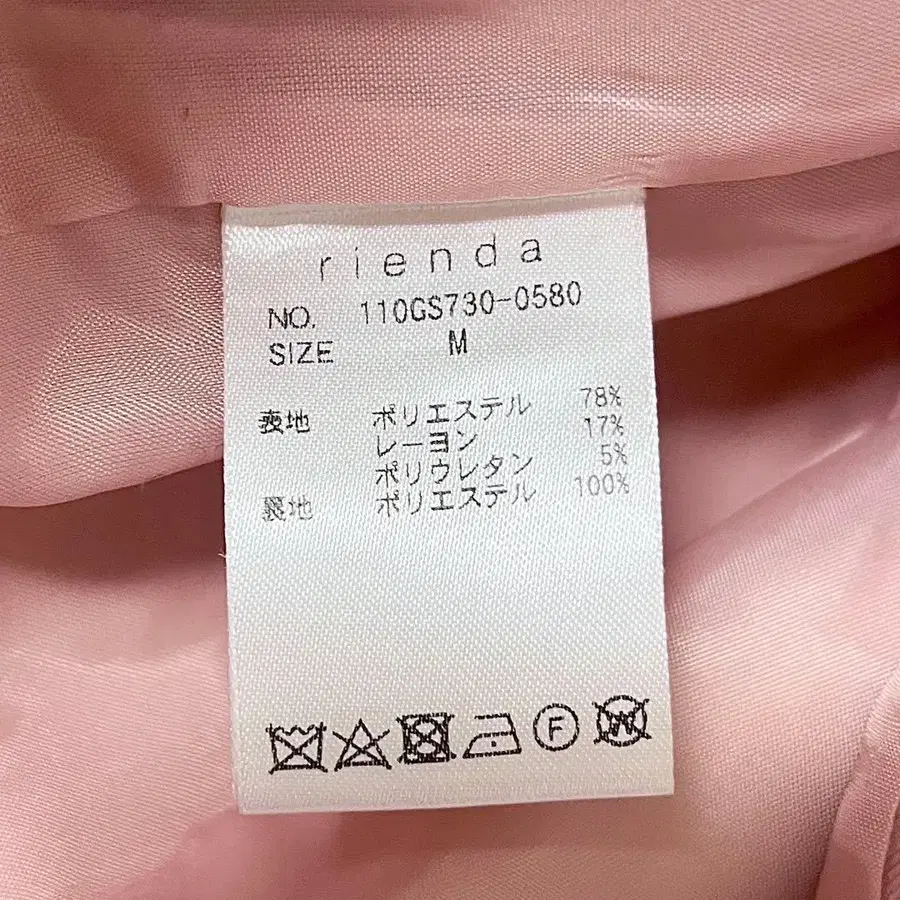 rienda
NO. 110GS730-0580
SIZE M
表地 ポリエステル 78%
レーヨン 17%
ポリウレタン 5%
裏地 ポリエステル 100%
F
W